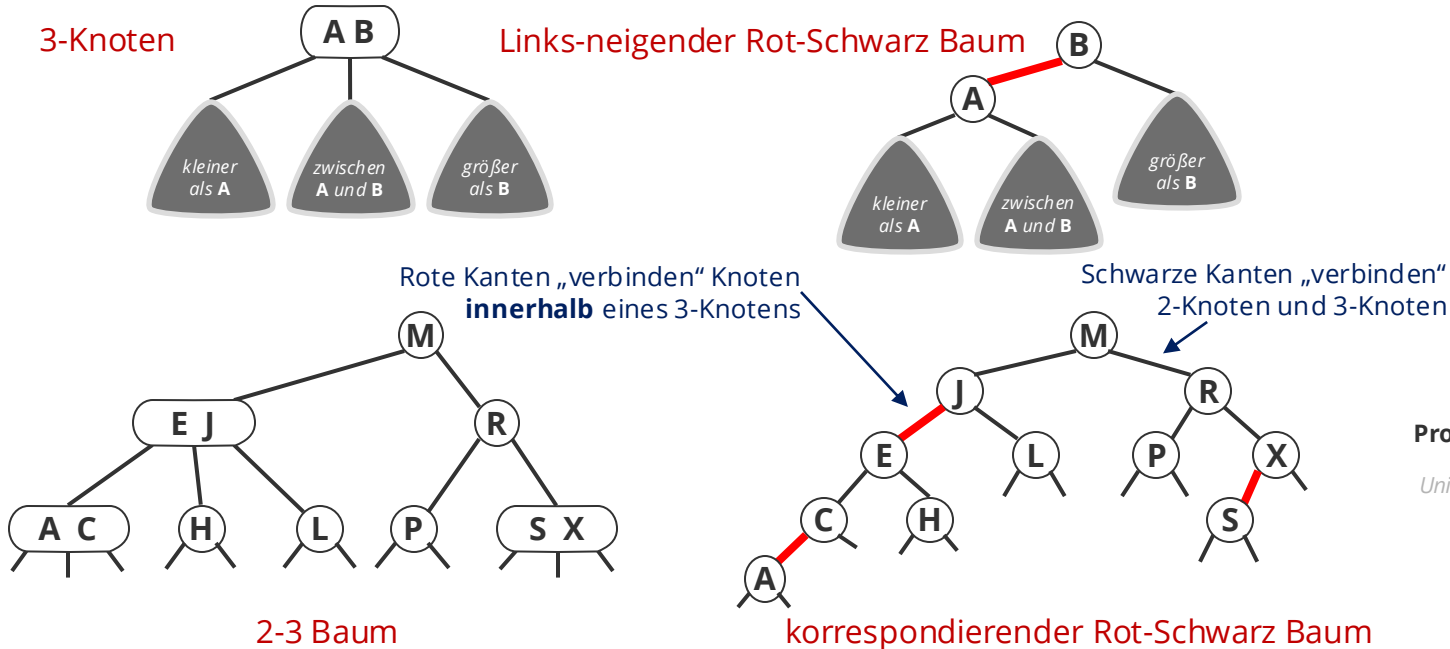 3-Knoten
A B
kleiner
als A
zwischen
A und B
größer
als B
Links-neigender Rot-Schwarz Baum
B
A
kleiner
als A
zwischen
A und B
größer
als B
Rote Kanten „verbinden“ Knoten
innerhalb eines 3-Knotens
Schwarze Kanten „verbinden“
2-Knoten und 3-Knoten
M
E J
R
A C
H
L
P
S X
2-3 Baum
M
J
R
E
L
P
X
C
H
S
A
korrespondierender Rot-Schwarz Baum
Pro
Uni